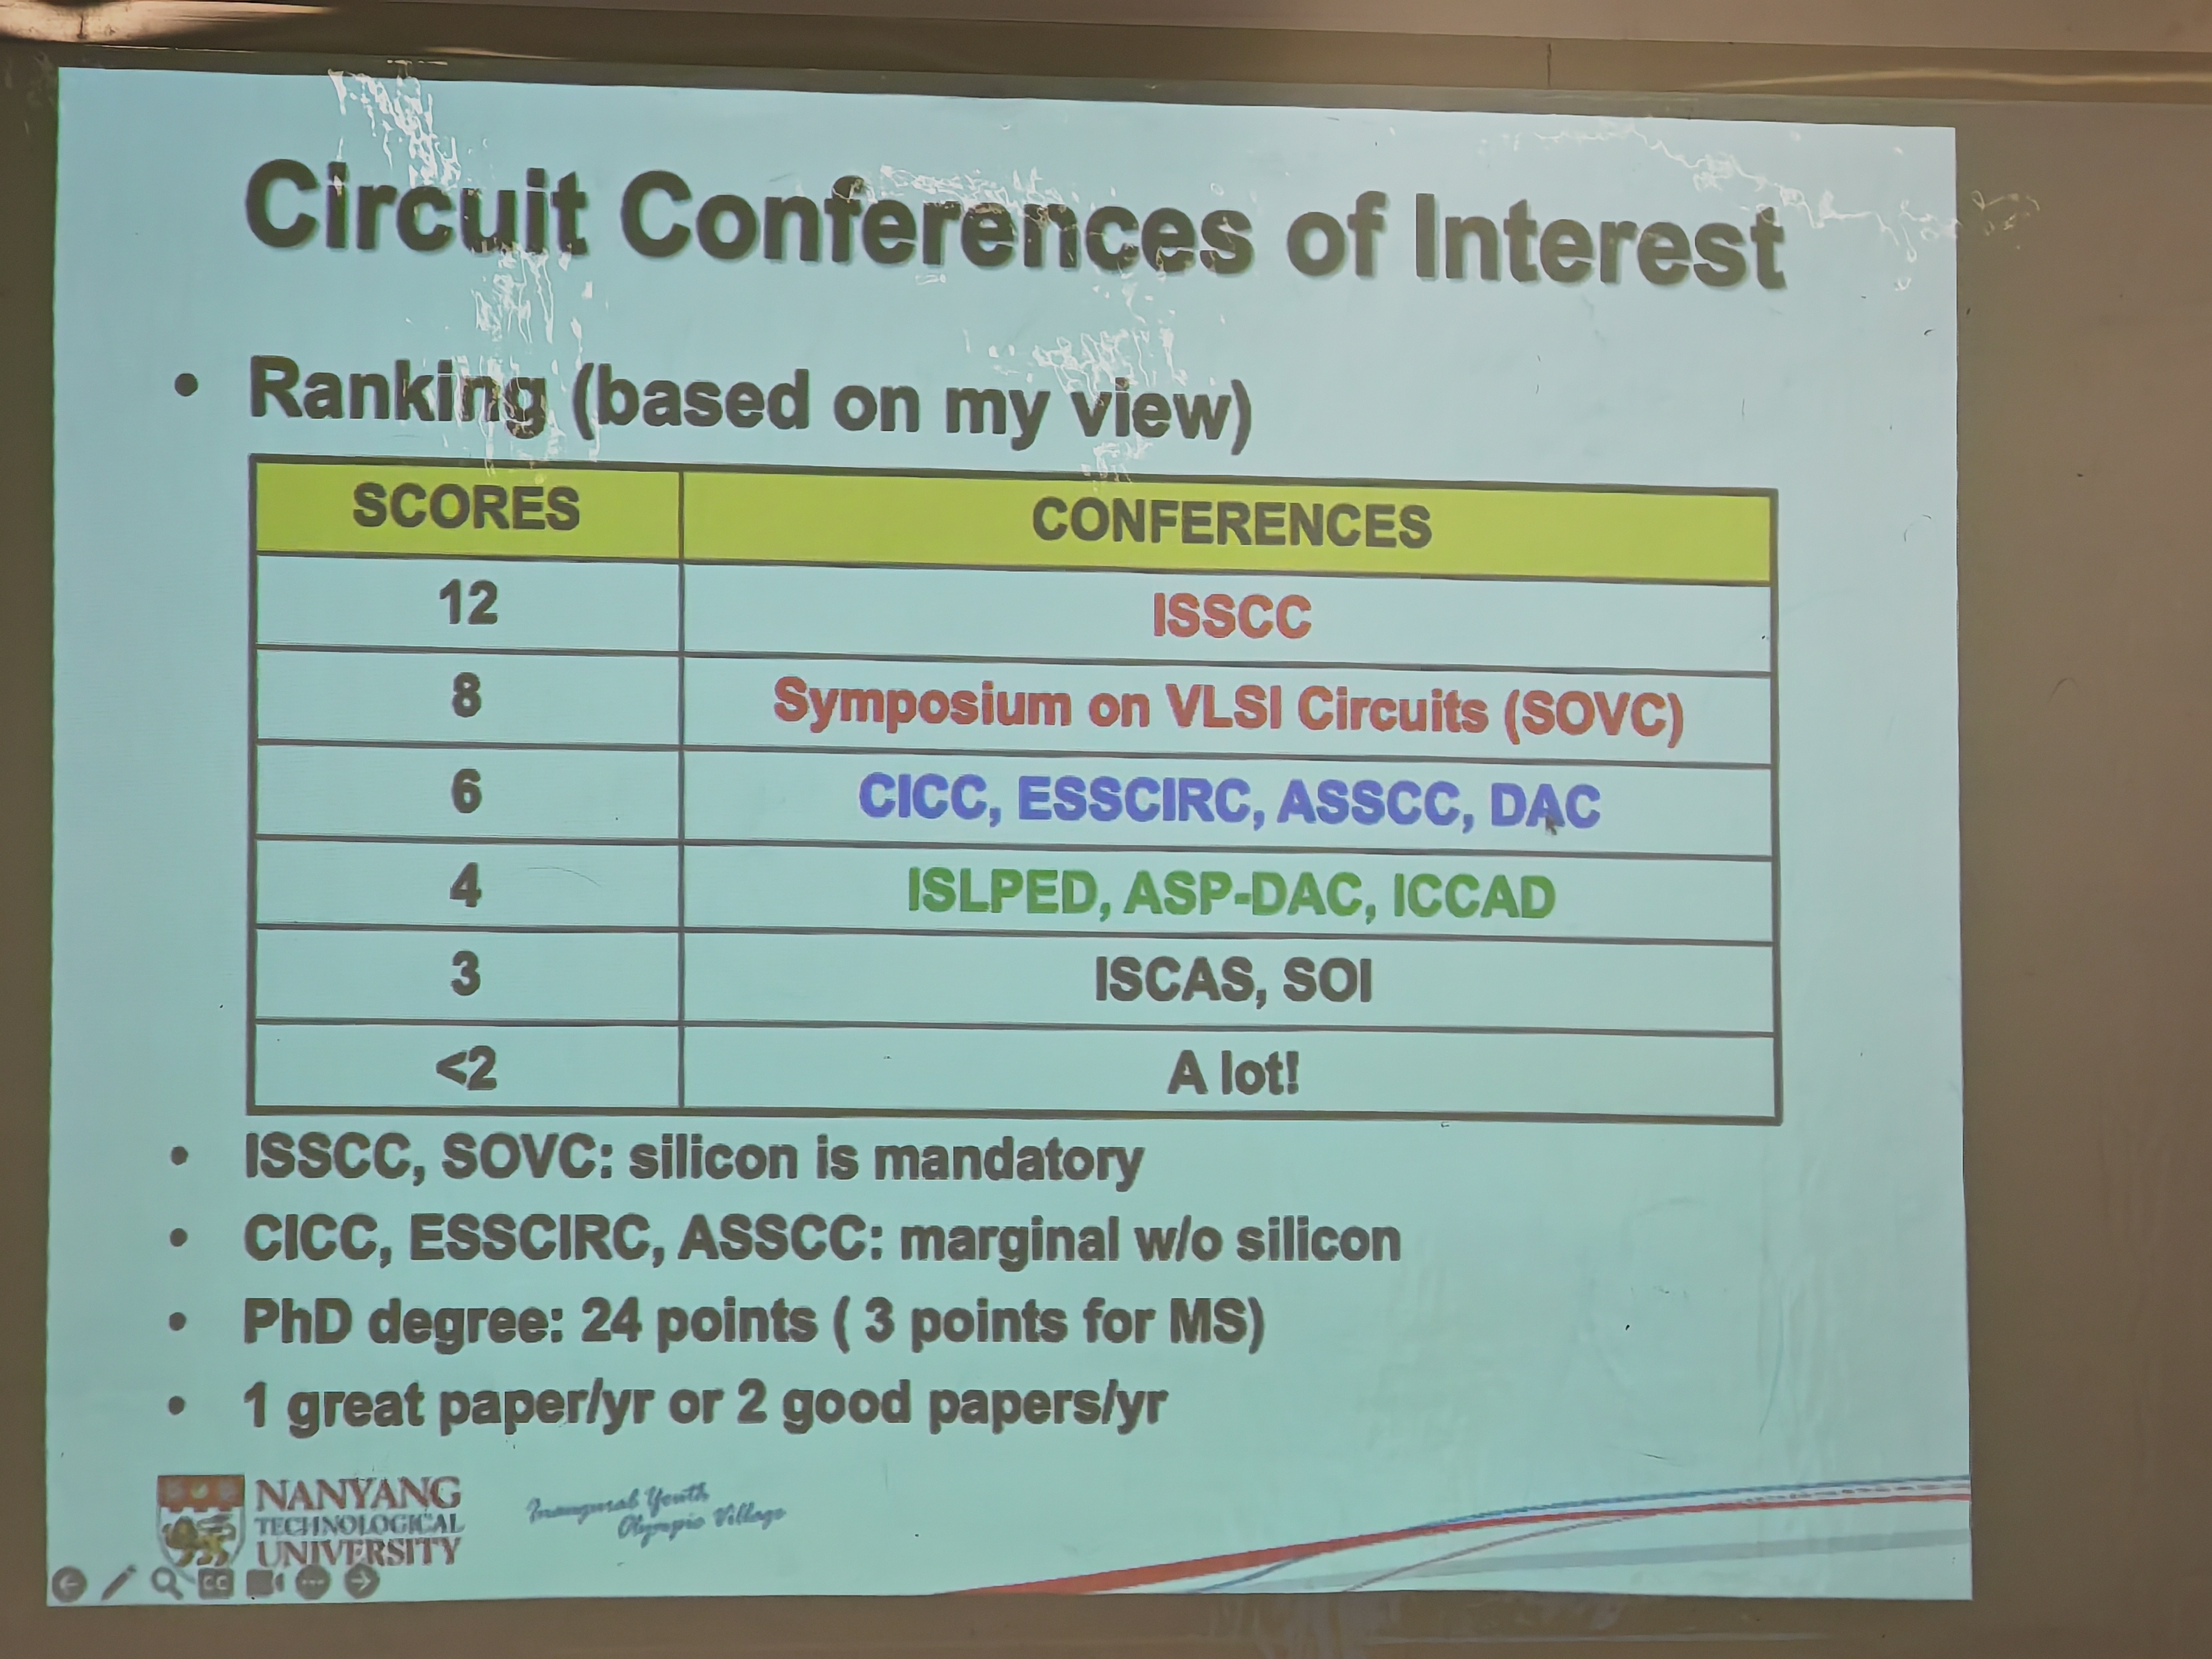 Circuit Conferences of Interest
• Ranking (based on my view)
SCORES CONFERENCES
12 ISSCC
8 Symposium on VLSI Circuits (SOVC)
6 CICC, ESSCIRC, ASSCC, DAC
4 ISLPED, ASP-DAC, ICCAD
3 ISCAS, SOI
<2 A lot!
• ISSCC, SOVC: silicon is mandatory
• CICC, ESSCIRC, ASSCC: marginal w/o silicon
• PhD degree: 24 points ( 3 points for MS)
• 1 great paper/yr or 2 good papers/yr
NANYANG
TECHNOLOGICAL
UNIVERSITY
Inaugural Youth
Olympic Village
CC